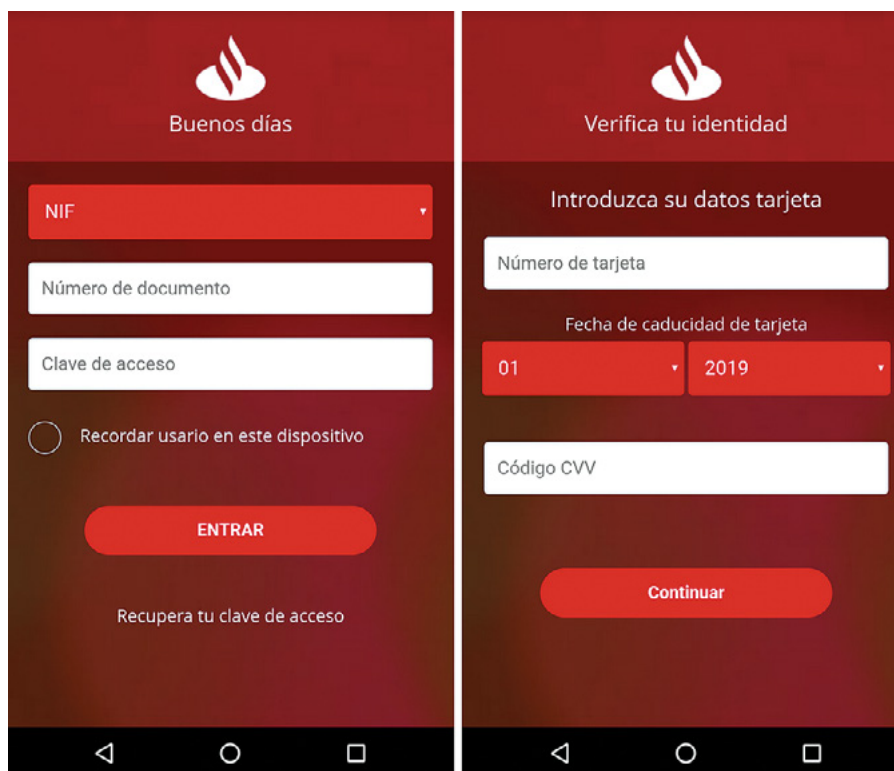 Buenos días
NIF
Número de documento
Clave de acceso
Recordar usario en este dispositivo
ENTRAR
Recupera tu clave de acceso
Verifica tu identidad
Introduzca su datos tarjeta
Número de tarjeta
Fecha de caducidad de tarjeta
01 2019
Código CVV
Continuar